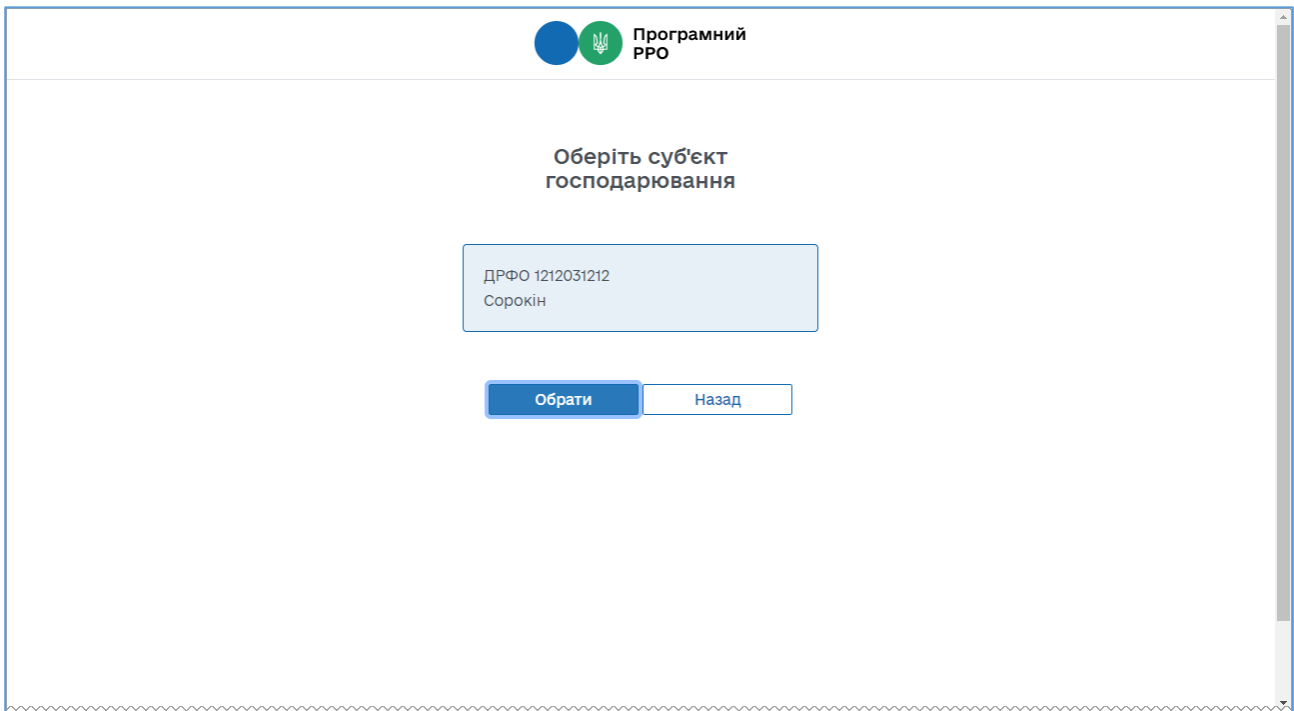 Програмний
РРО
Оберіть суб'єкт
господарювання
ДРФО 1212031212
Сорокін
Обрати
Назад